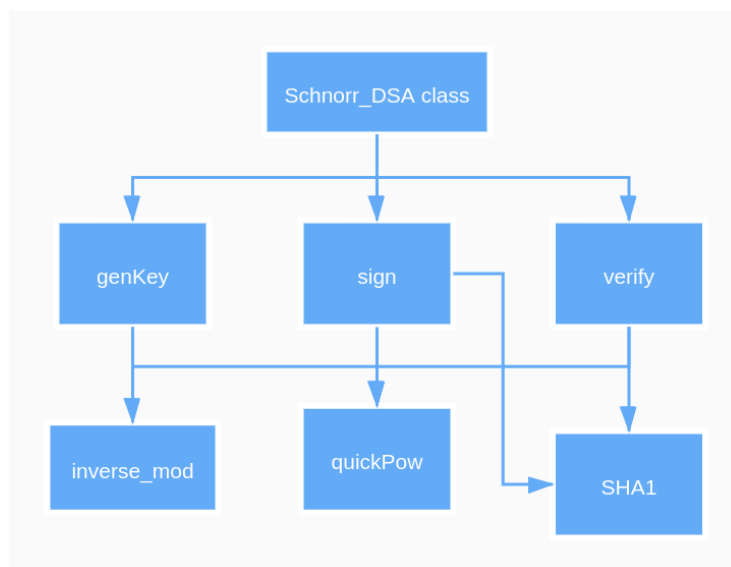 Schnorr_DSA class
genKey
sign
verify
inverse_mod
quickPow
SHA1